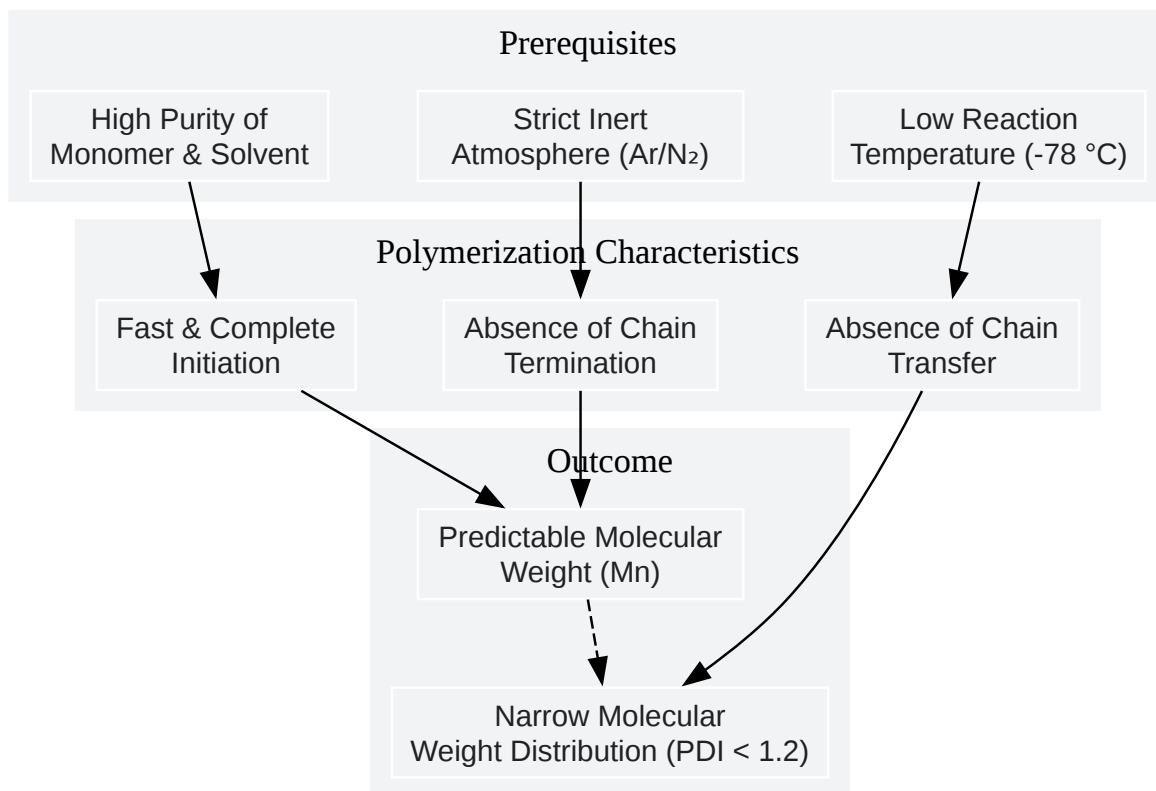 Prerequisites
High Purity of
Monomer & Solvent
Strict Inert
Atmosphere (Ar/N₂)
Low Reaction
Temperature (-78 °C)
Polymerization Characteristics
Fast & Complete
Initiation
Absence of Chain
Termination
Absence of Chain
Transfer
Outcome
Predictable Molecular
Weight (Mn)
Narrow Molecular
Weight Distribution (PDI < 1.2)